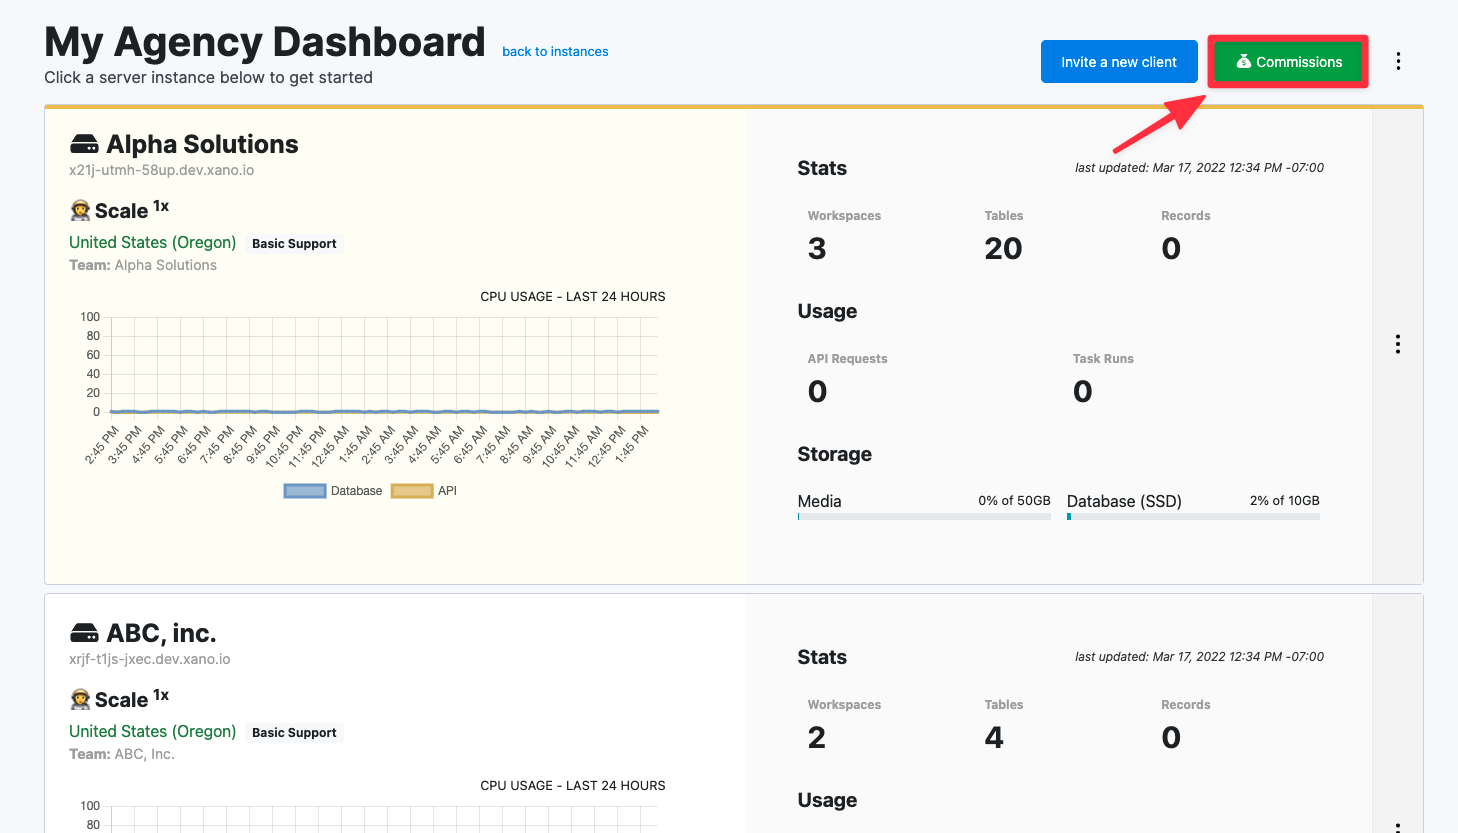 My Agency Dashboard back to instances
Click a server instance below to get started
Invite a new client
Commissions
Alpha Solutions
x21j-utmh-58up.dev.xano.io
Scale 1x
United States (Oregon) Basic Support
Team: Alpha Solutions
CPU USAGE - LAST 24 HOURS
100
80
60
40
20
0
2:45 PM
3:45 PM
4:45 PM
5:45 PM
6:45 PM
7:45 PM
8:45 PM
9:45 PM
10:45 PM
11:45 PM
12:45 AM
1:45 AM
2:45 AM
3:45 AM
4:45 AM
5:45 AM
6:45 AM
7:45 AM
8:45 AM
9:45 AM
10:45 AM
11:45 AM
12:45 PM
1:45 PM
Database API
Stats last updated: Mar 17, 2022 12:34 PM -07:00
Workspaces Tables Records
3 20 0
Usage
API Requests Task Runs
0 0
Storage
Media 0% of 50GB Database (SSD) 2% of 10GB
ABC, inc.
xrjf-t1js-jxec.dev.xano.io
Scale 1x
United States (Oregon) Basic Support
Team: ABC, Inc.
CPU USAGE - LAST 24 HOURS
100
80
Stats last updated: Mar 17, 2022 12:34 PM -07:00
Workspaces Tables Records
2 4 0
Usage